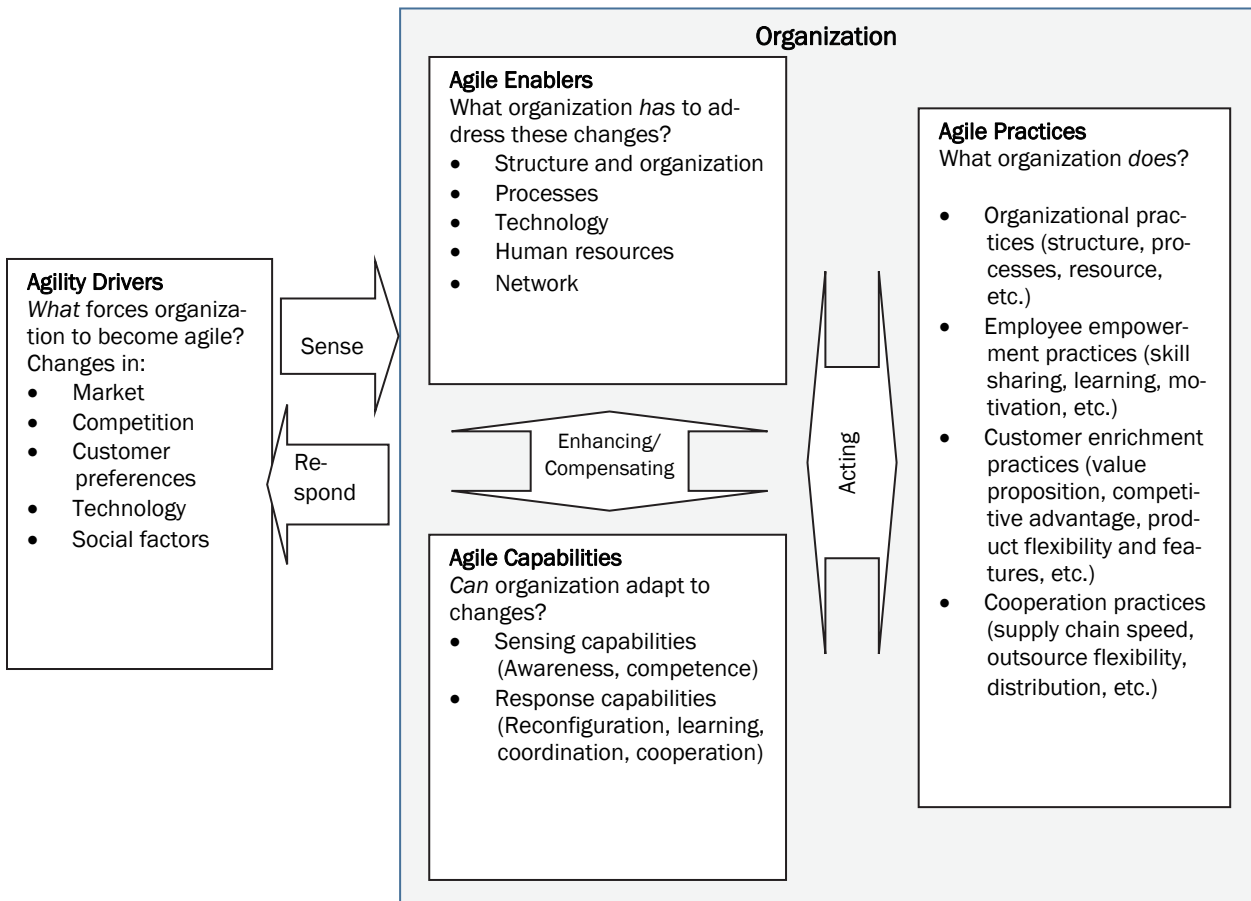 Organization
Agility Drivers
What forces organiza-
tion to become agile?
Changes in:
• Market
• Competition
• Customer
preferences
• Technology
• Social factors
Sense
Re-
spond
Agile Enablers
What organization has to ad-
dress these changes?
• Structure and organization
• Processes
• Technology
• Human resources
• Network
Enhancing/
Compensating
Agile Capabilities
Can organization adapt to
changes?
• Sensing capabilities
(Awareness, competence)
• Response capabilities
(Reconfiguration, learning,
coordination, cooperation)
Acting
Agile Practices
What organization does?
• Organizational prac-
tices (structure, pro-
cesses, resource,
etc.)
• Employee empower-
ment practices (skill
sharing, learning, mo-
tivation, etc.)
• Customer enrichment
practices (value
proposition, competi-
tive advantage, prod-
uct flexibility and fea-
tures, etc.)
• Cooperation practices
(supply chain speed,
outsource flexibility,
distribution, etc.)